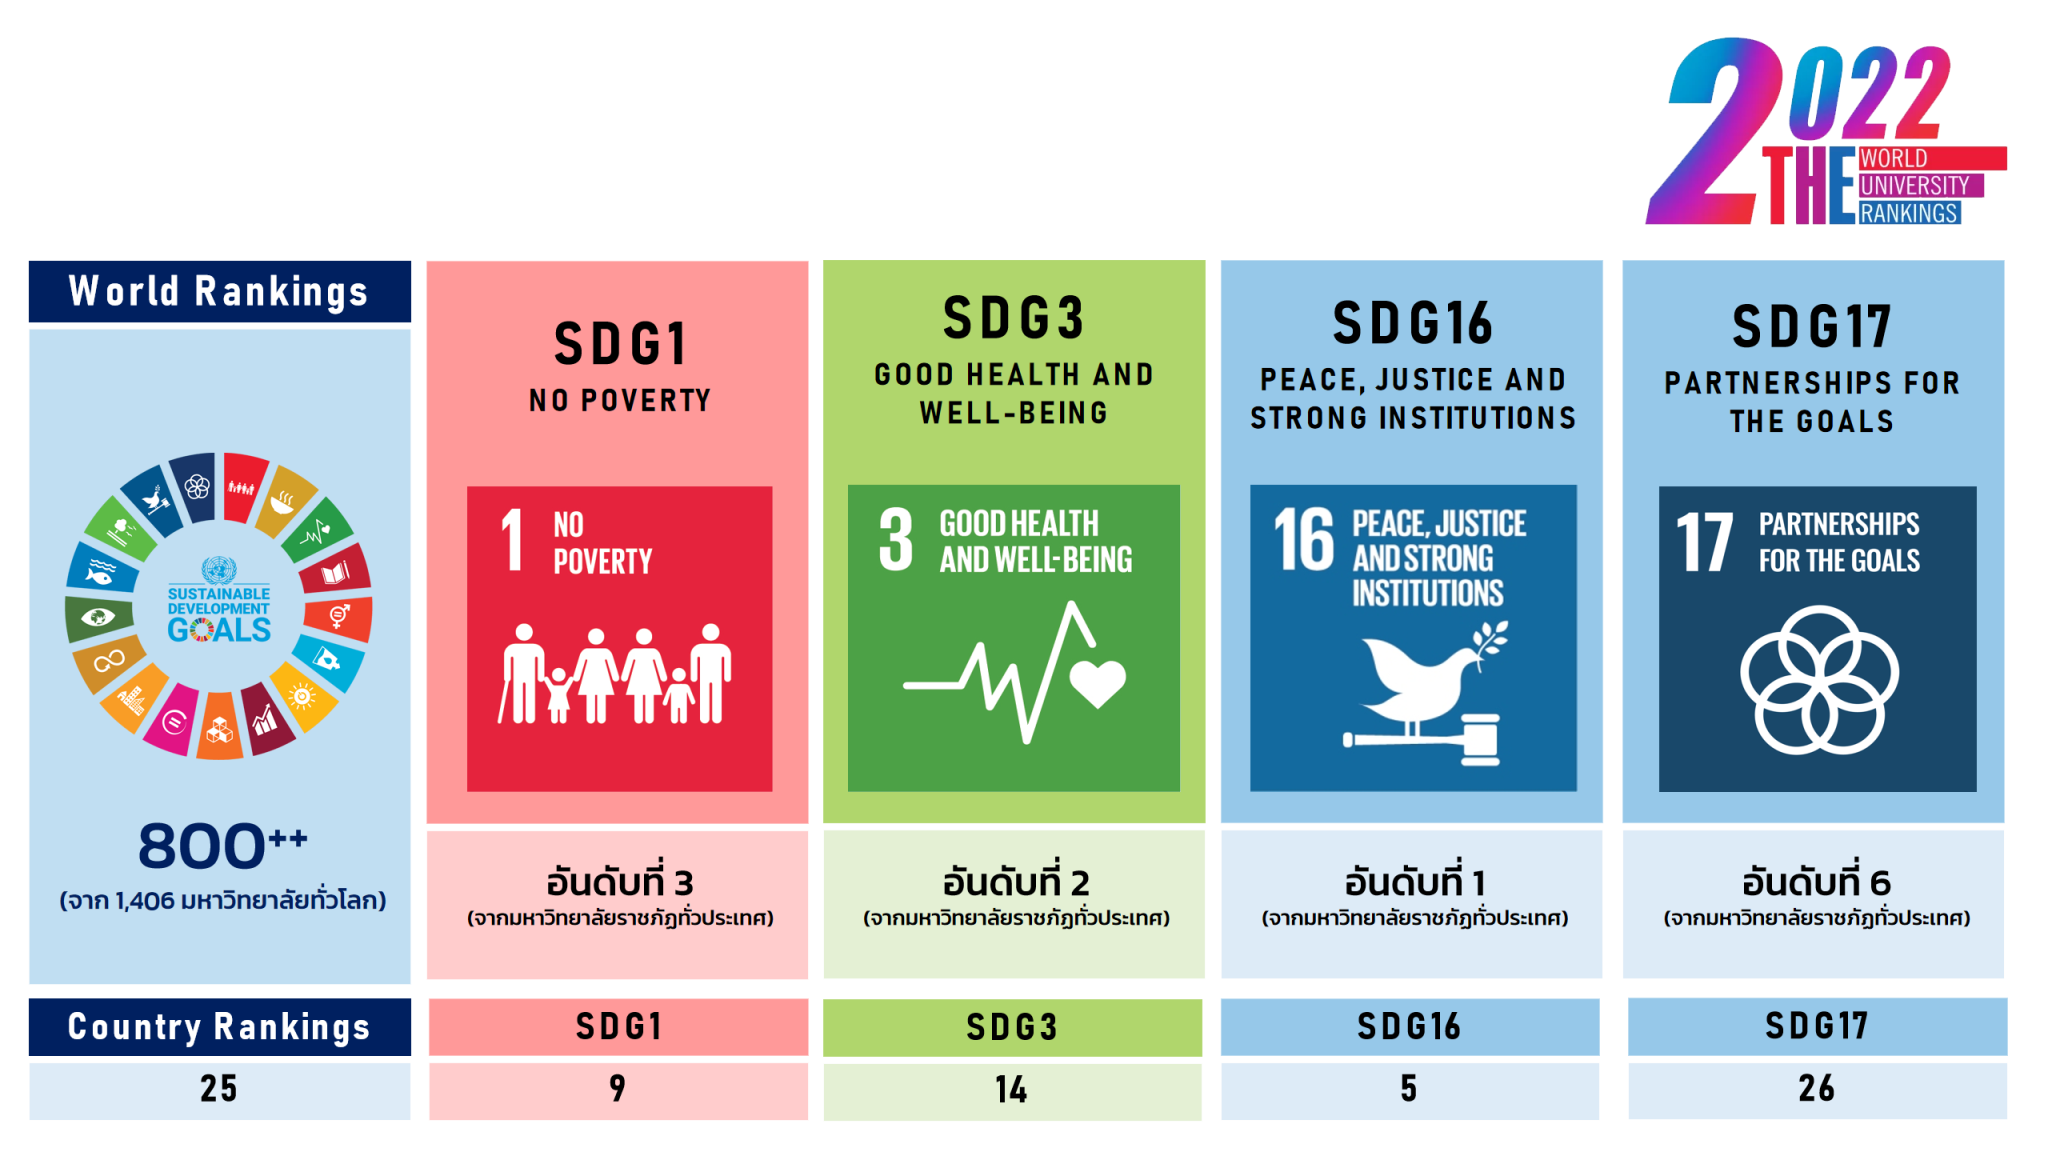 2022
THE WORLD
UNIVERSITY
RANKINGS
World Rankings
SUSTAINABLE
DEVELOPMENT
GOALS
800++
(จาก 1,406 มหาวิทยาลัยทั่วโลก)
SDG1
NO POVERTY
1 NO
POVERTY
อันดับที่ 3
(จากมหาวิทยาลัยราชภัฏทั่วประเทศ)
SDG3
GOOD HEALTH AND
WELL-BEING
3 GOOD HEALTH
AND WELL-BEING
อันดับที่ 2
(จากมหาวิทยาลัยราชภัฏทั่วประเทศ)
SDG16
PEACE, JUSTICE AND
STRONG INSTITUTIONS
16 PEACE, JUSTICE
AND STRONG
INSTITUTIONS
อันดับที่ 1
(จากมหาวิทยาลัยราชภัฏทั่วประเทศ)
SDG17
PARTNERSHIPS FOR
THE GOALS
17 PARTNERSHIPS
FOR THE GOALS
อันดับที่ 6
(จากมหาวิทยาลัยราชภัฏทั่วประเทศ)
Country Rankings
SDG1
SDG3
SDG16
SDG17
25
9
14
5
26